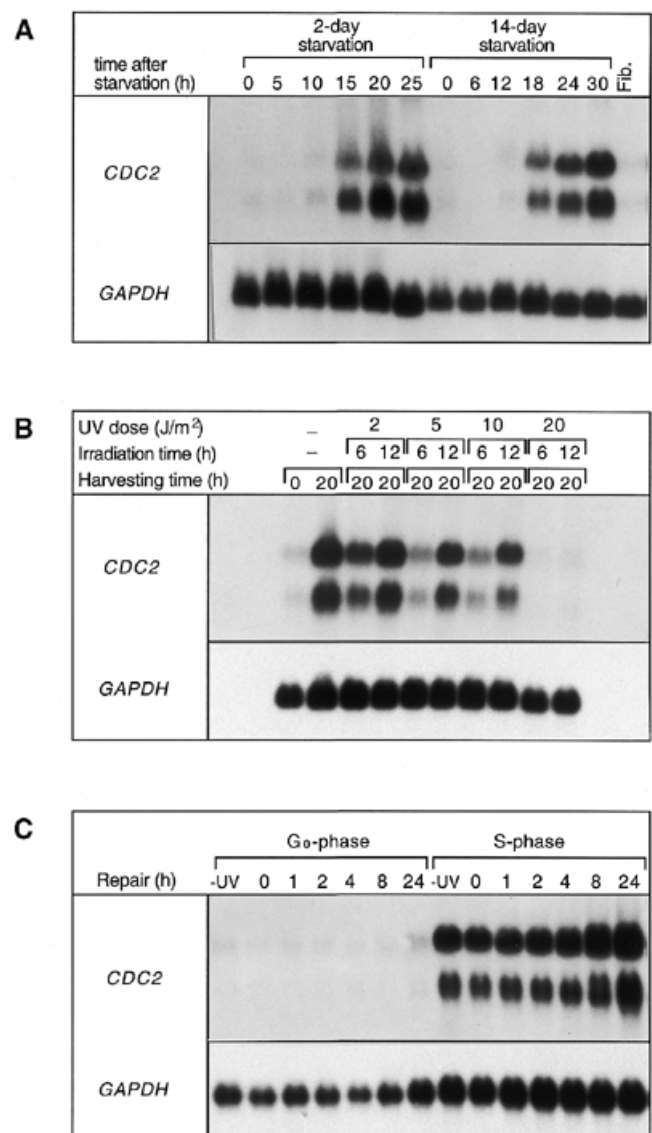 A
2-day 14-day
starvation starvation
time after
starvation (h) 0 5 10 15 20 25 0 6 12 18 24 30 Fib.
CDC2
GAPDH
B
UV dose (J/m²) – 2 5 10 20
Irradiation time (h) – 6 12 6 12 6 12 6 12
Harvesting time (h) 0 20 20 20 20 20 20 20 20 20
CDC2
GAPDH
C
G₀-phase S-phase
Repair (h) -UV 0 1 2 4 8 24 -UV 0 1 2 4 8 24
CDC2
GAPDH